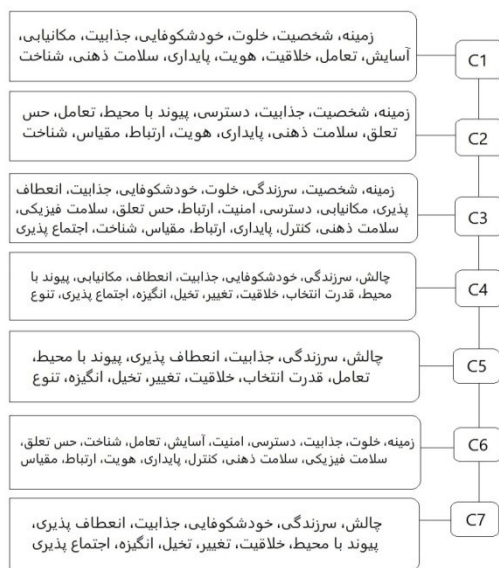 زمینه، شخصیت، خلوت، خودشکوفایی، جذابیت، مکانیابی،
آسایش، تعامل، خلاقیت، هویت، پایداری، سلامت ذهنی، شناخت
C1
زمینه، شخصیت، جذابیت، دسترسی، پیوند با محیط، تعامل، حس
تعلق، سلامت ذهنی، پایداری، هویت، ارتباط، مقیاس، شناخت
C2
زمینه، شخصیت، سرزندگی، خلوت، خودشکوفایی، جذابیت، انعطاف
پذیری، مکانیابی، دسترسی، امنیت، ارتباط، حس تعلق، سلامت فیزیکی،
سلامت ذهنی، کنترل، پایداری، ارتباط، مقیاس، شناخت، اجتماع پذیری
C3
چالش، سرزندگی، خودشکوفایی، جذابیت، انعطاف، مکانیابی، پیوند با
محیط، قدرت انتخاب، خلاقیت، تغییر، تخیل، انگیزه، اجتماع پذیری، تنوع
C4
چالش، سرزندگی، جذابیت، انعطاف پذیری، پیوند با محیط،
تعامل، قدرت انتخاب، خلاقیت، تغییر، تخیل، انگیزه، تنوع
C5
زمینه، خلوت، جذابیت، دسترسی، امنیت، آسایش، تعامل، شناخت، حس تعلق،
سلامت فیزیکی، سلامت ذهنی، کنترل، پایداری، هویت، ارتباط، مقیاس
C6
چالش، سرزندگی، خودشکوفایی، جذابیت، انعطاف پذیری،
پیوند با محیط، خلاقیت، تغییر، تخیل، انگیزه، اجتماع پذیری
C7